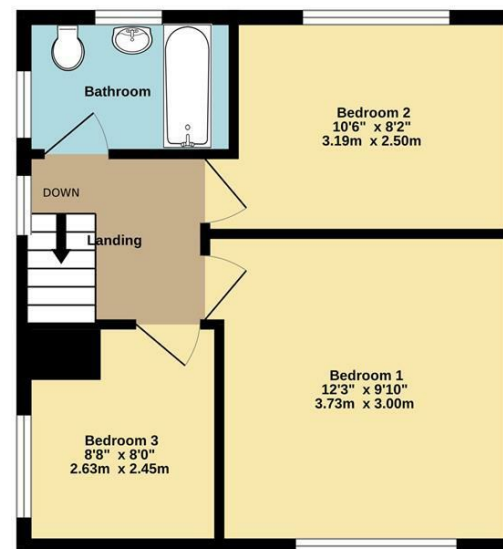 Bathroom
Bedroom 2
10'6" x 8'2"
3.19m x 2.50m
DOWN
Landing
Bedroom 1
12'3" x 9'10"
3.73m x 3.00m
Bedroom 3
8'8" x 8'0"
2.63m x 2.45m